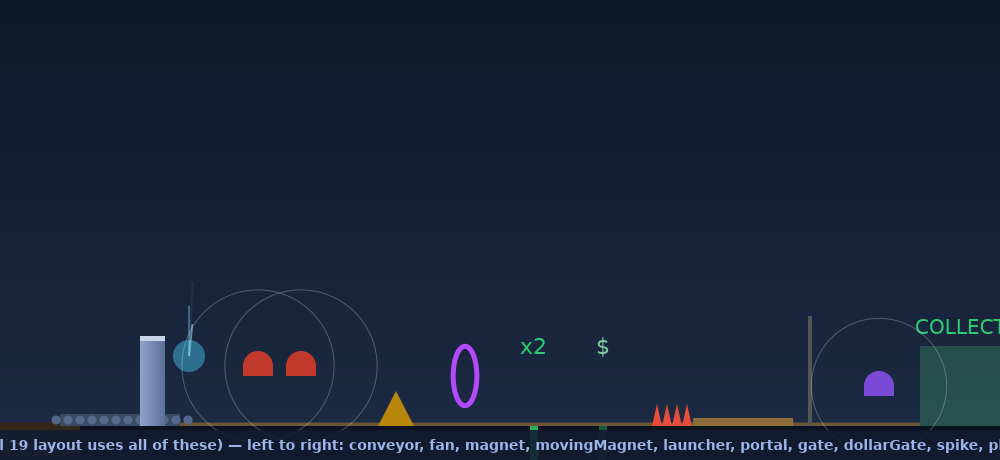 COLLECT
x2 $
19 layout uses all of these) — left to right: conveyor, fan, magnet, movingMagnet, launcher, portal, gate, dollarGate, spike,